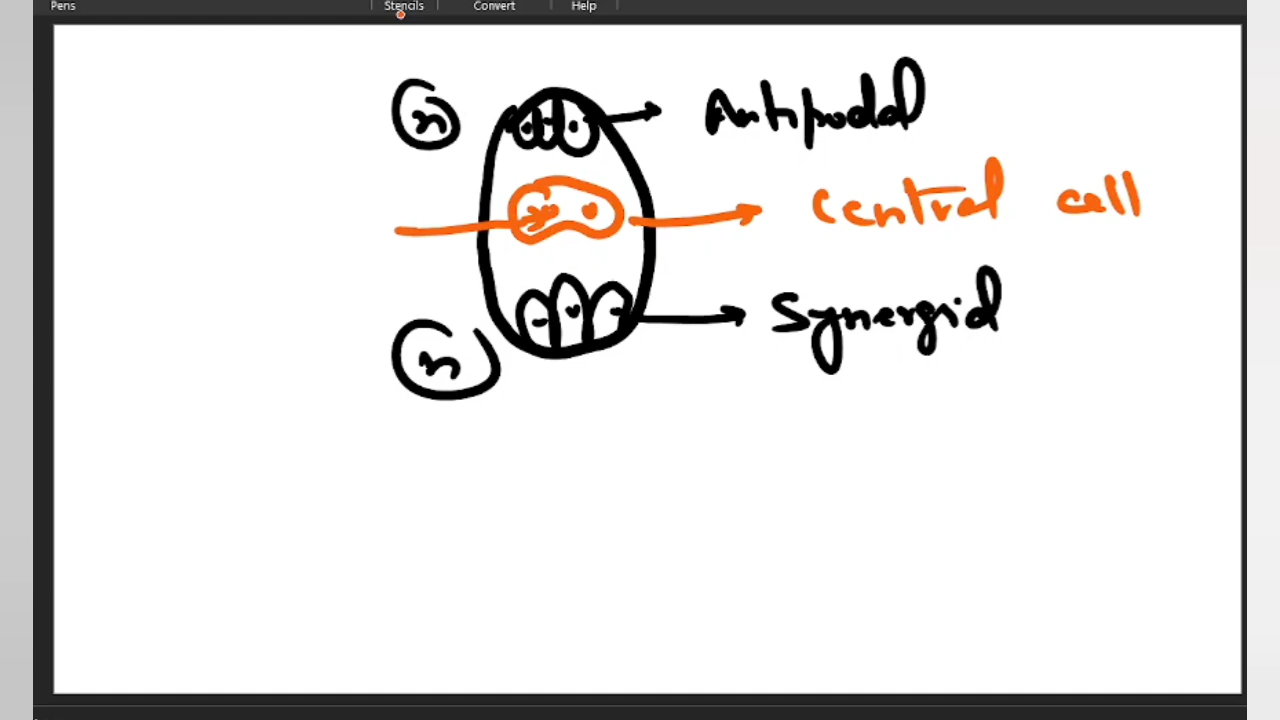 Pens Stencils Convert Help
n Antipodal
Central cell
Synergid
n